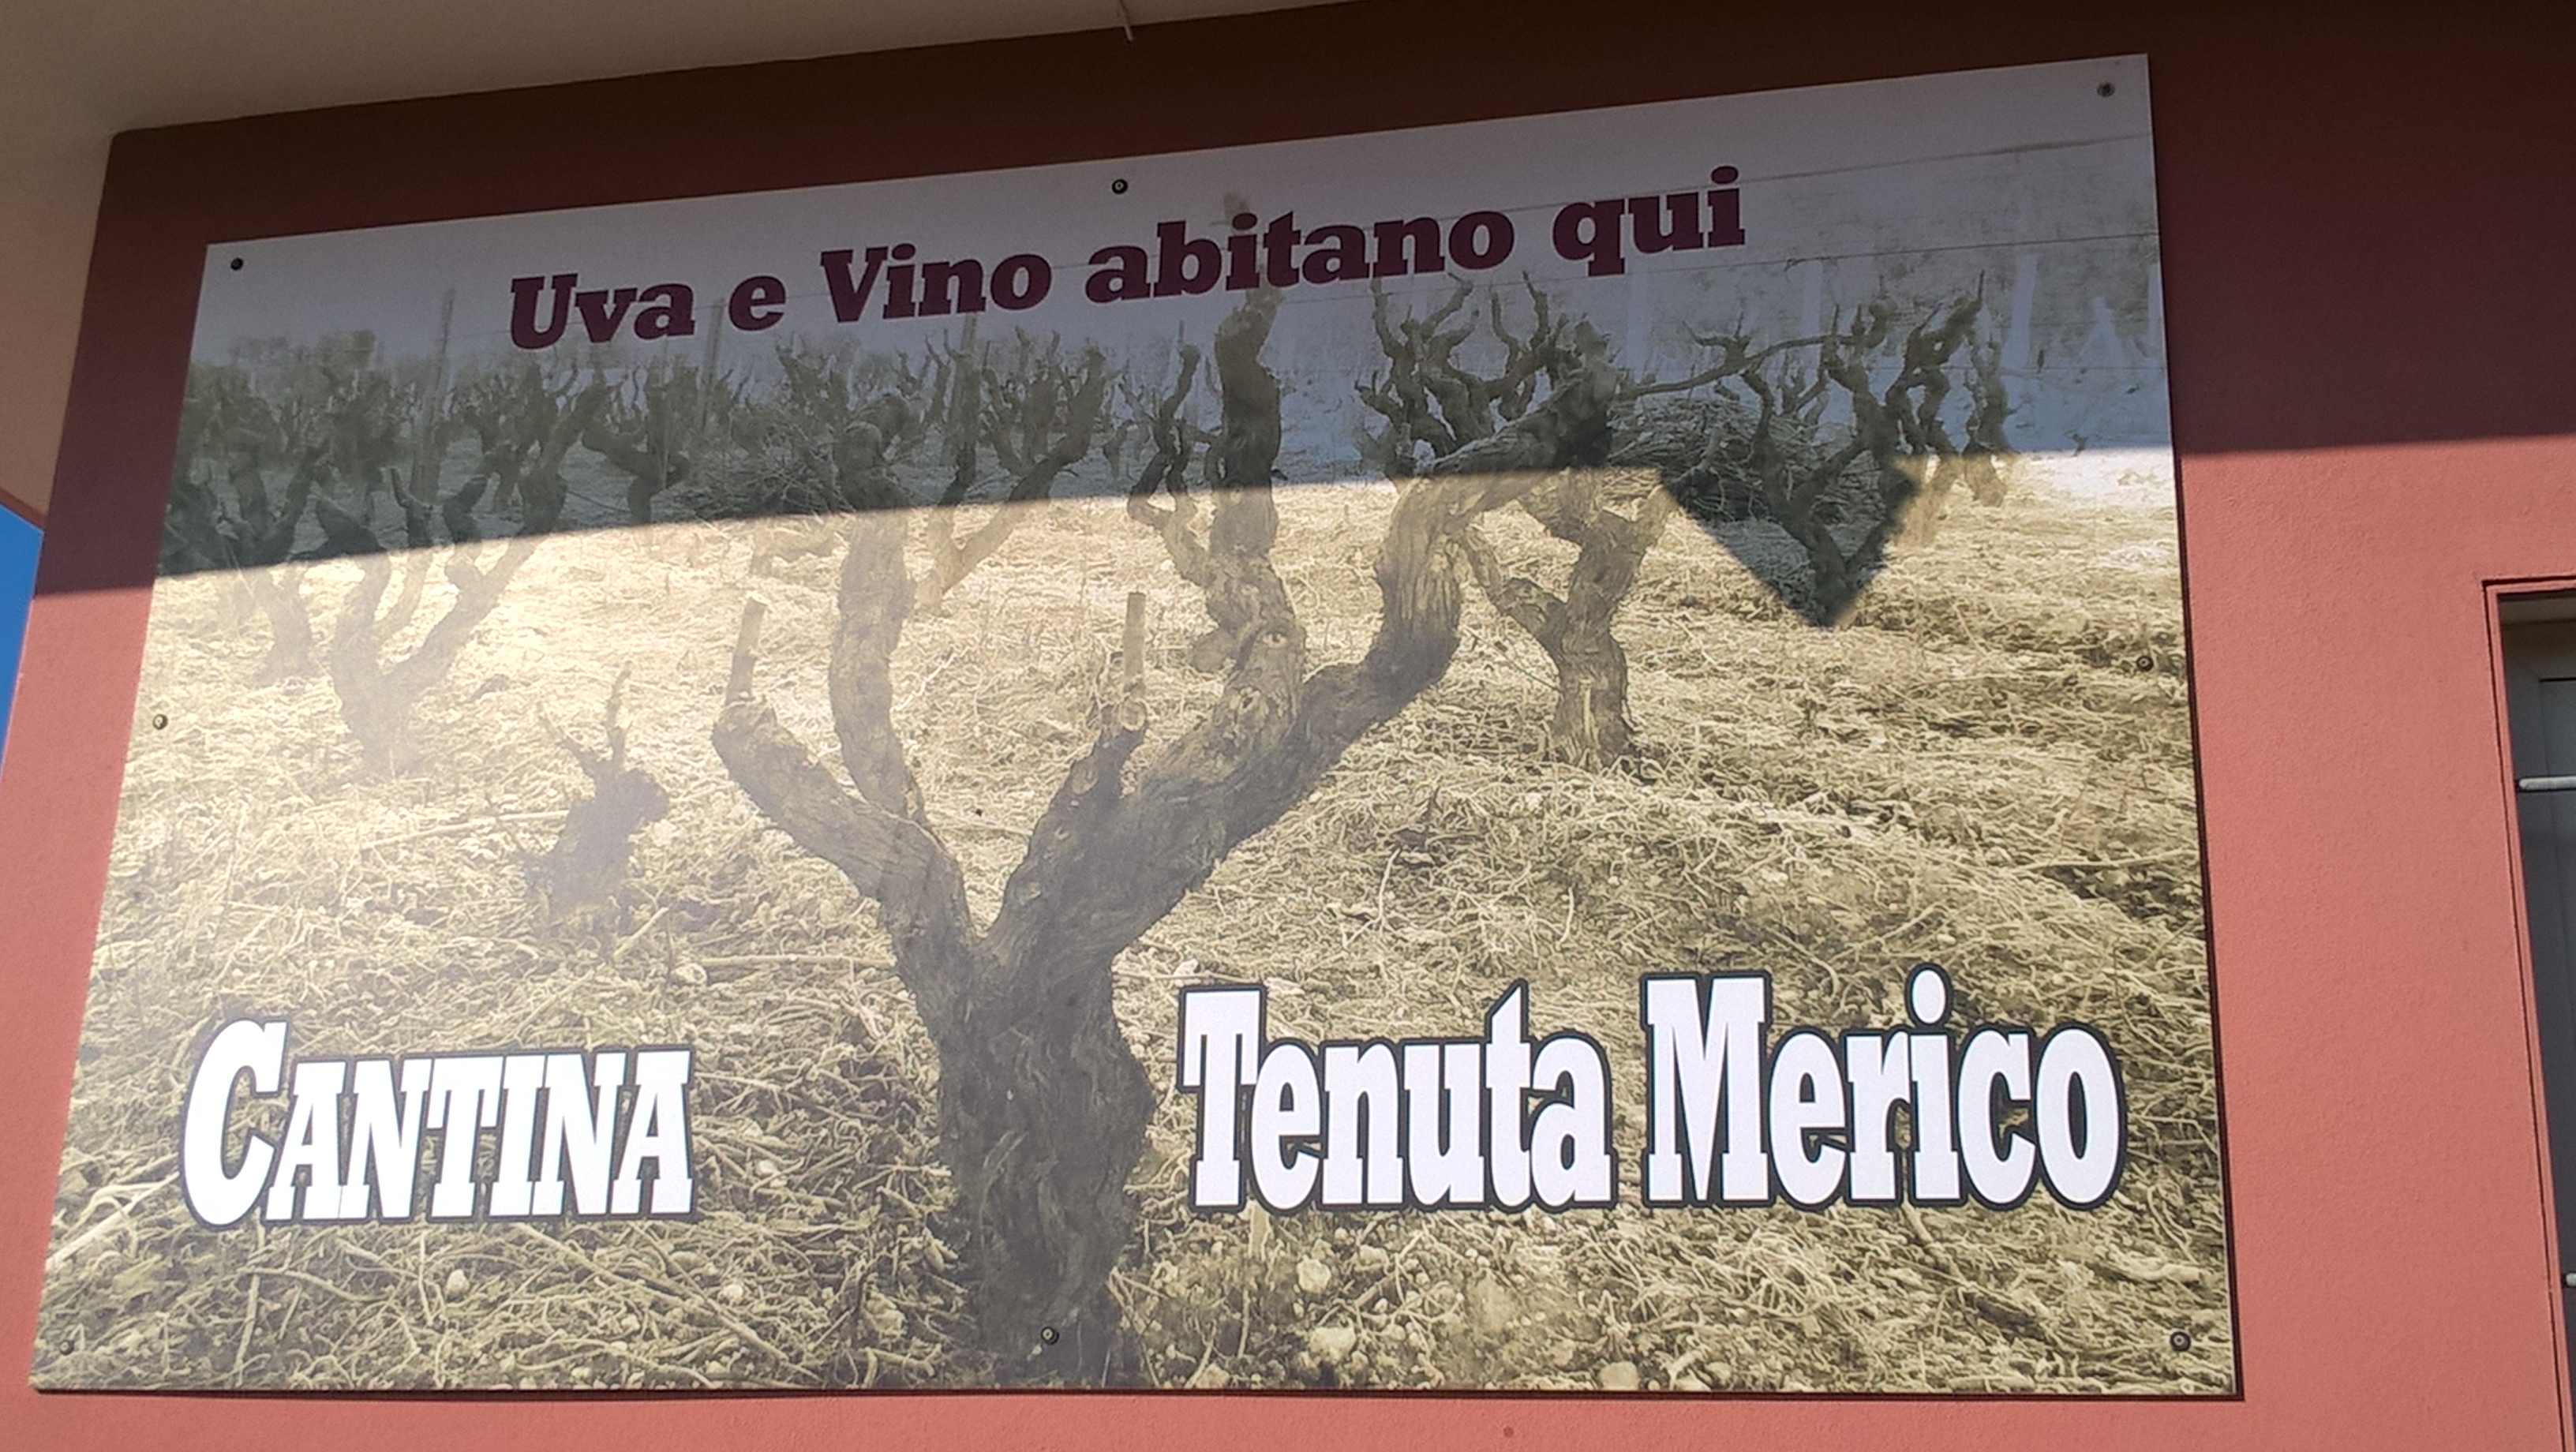 Uva e Vino abitano qui
CANTINA Tenuta Merico